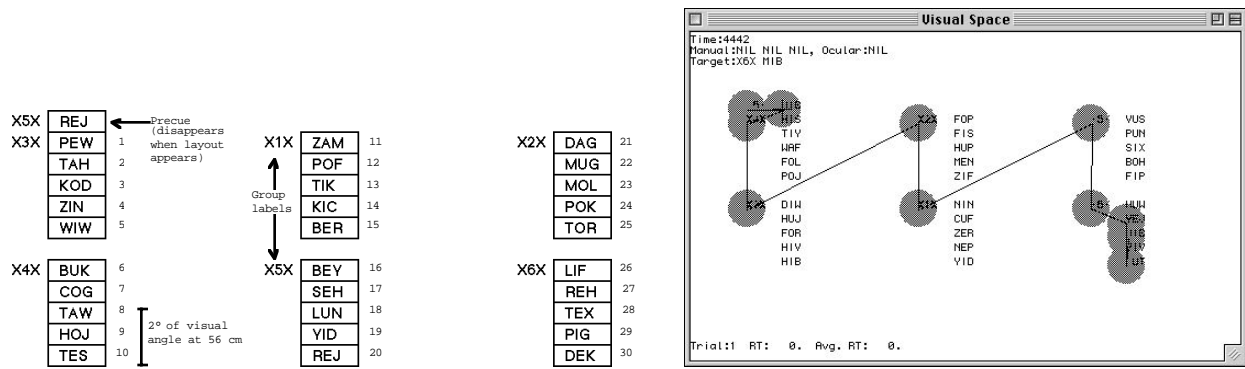 X5X REJ
Precue
(disappears
when layout
appears)
X3X PEW 1
TAH 2
KOD 3
ZIN 4
WIW 5
X4X BUK 6
COG 7
TAW 8
HOJ 9
TES 10
2° of visual
angle at 56 cm
X1X ZAM 11
POF 12
TIK 13
KIC 14
BER 15
Group
labels
X5X BEY 16
SEH 17
LUN 18
YID 19
REJ 20
X2X DAG 21
MUG 22
MOL 23
POK 24
TOR 25
X6X LIF 26
REH 27
TEX 28
PIG 29
DEK 30
Visual Space
Time:4442
Manual:NIL NIL NIL, Ocular:NIL
Target:X6X MIB
HIS
TIY
WAF
FOL
POJ
DIW
HUJ
FOR
HIV
HIB
X2X FOP
FIS
HUP
MEN
ZIF
NIN
CUF
ZER
NEP
YID
VUS
PUN
SIX
BOH
FIP
HUW
VEJ
Trial:1 RT: 0. Avg. RT: 0.